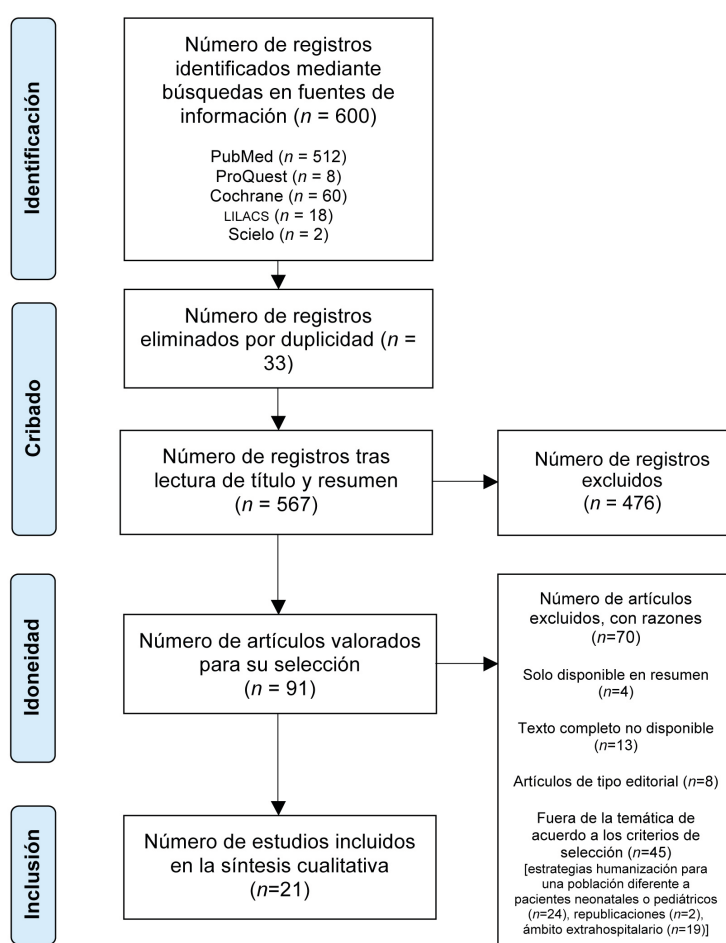 Identificación
Número de registros
identificados mediante
búsquedas en fuentes de
información (n = 600)
PubMed (n = 512)
ProQuest (n = 8)
Cochrane (n = 60)
LILACS (n = 18)
Scielo (n = 2)
Cribado
Número de registros
eliminados por duplicidad (n =
33)
Número de registros tras
lectura de título y resumen
(n = 567)
Número de registros
excluidos
(n = 476)
Idoneidad
Número de artículos valorados
para su selección
(n = 91)
Número de artículos
excluidos, con razones
(n=70)
Solo disponible en resumen
(n=4)
Texto completo no disponible
(n=13)
Artículos de tipo editorial (n=8)
Fuera de la temática de
acuerdo a los criterios de
selección (n=45)
[estrategias humanización para
una población diferente a
pacientes neonatales o pediátricos
(n=24), republicaciones (n=2),
ámbito extrahospitalario (n=19)]
Inclusión
Número de estudios incluidos
en la síntesis cualitativa
(n=21)